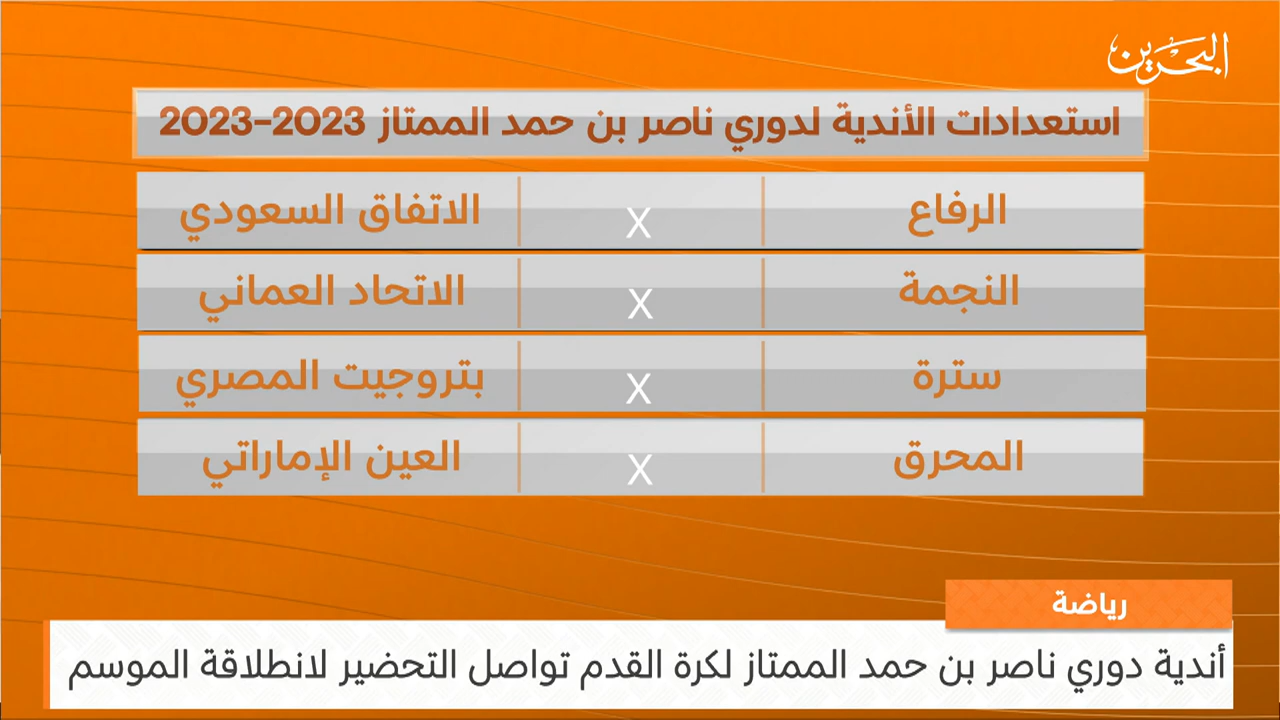 البحرين
استعدادات الأندية لدوري ناصر بن حمد الممتاز 2023-2023
الرفاع X الاتفاق السعودي
النجمة X الاتحاد العماني
سترة X بتروجيت المصري
المحرق X العين الإماراتي
رياضة
أندية دوري ناصر بن حمد الممتاز لكرة القدم تواصل التحضير لانطلاقة الموسم